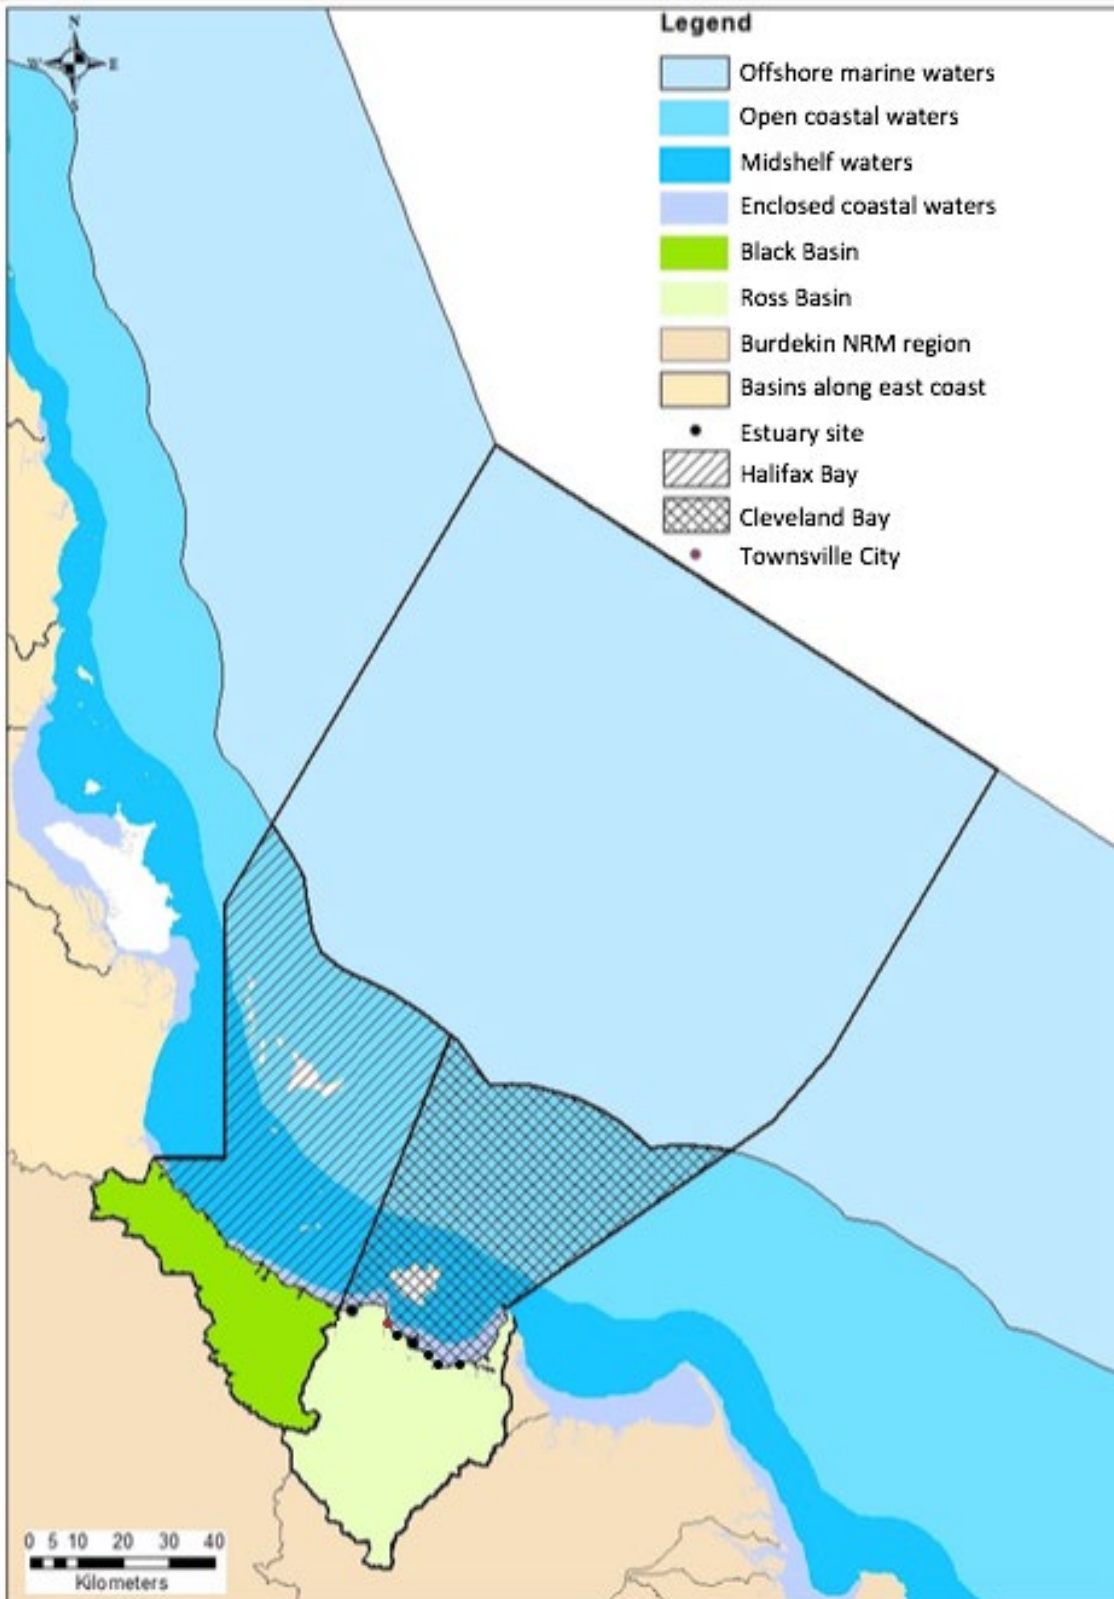 N
W E
S
Legend
Offshore marine waters
Open coastal waters
Midshelf waters
Enclosed coastal waters
Black Basin
Ross Basin
Burdekin NRM region
Basins along east coast
Estuary site
Halifax Bay
Cleveland Bay
Townsville City
0 5 10 20 30 40
Kilometers